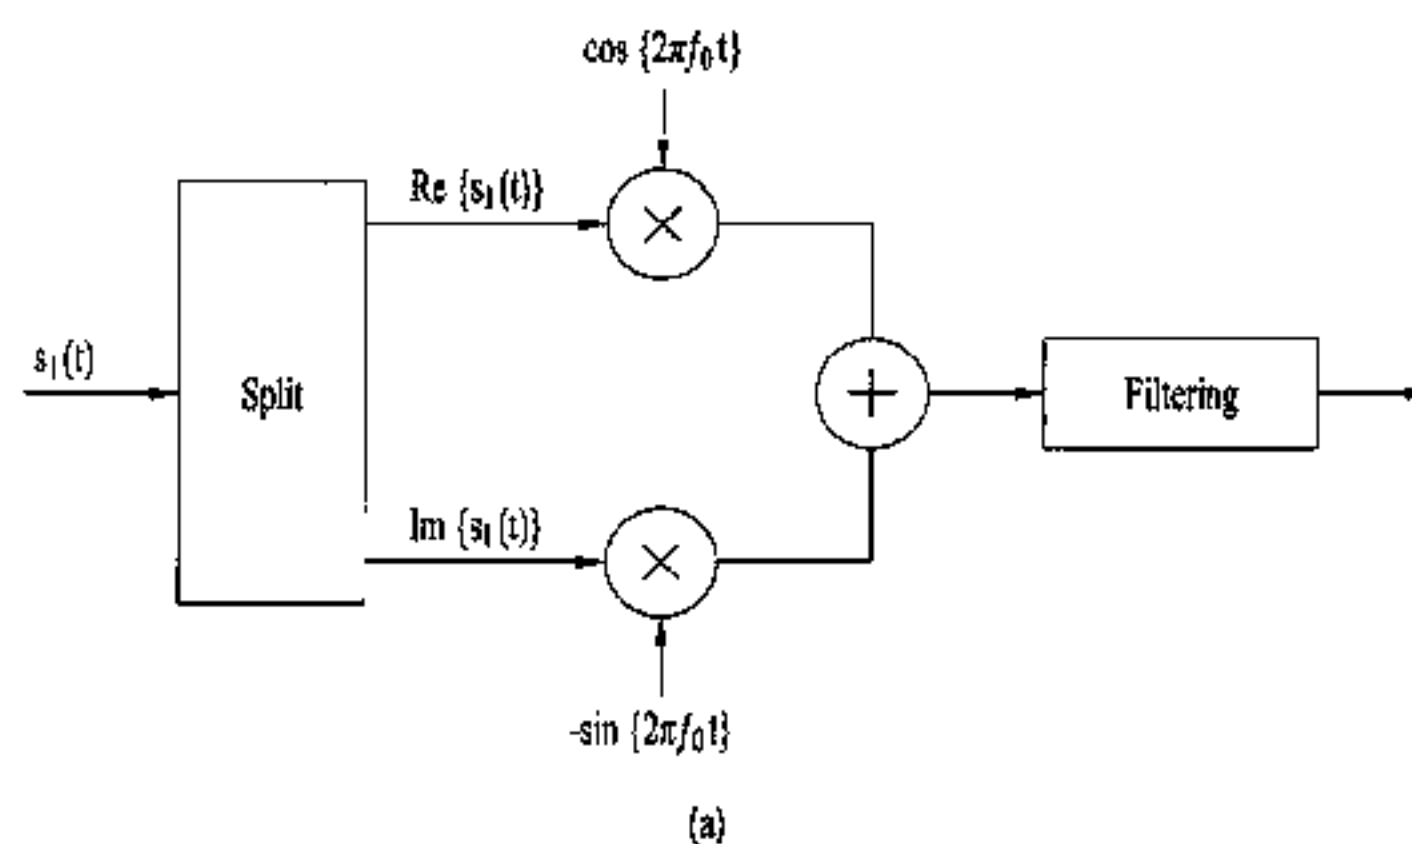 cos {2πf₀t}
Re {s₁(t)}
s₁(t)
Split
+
Filtering
Im {s₁(t)}
-sin {2πf₀t}
(a)